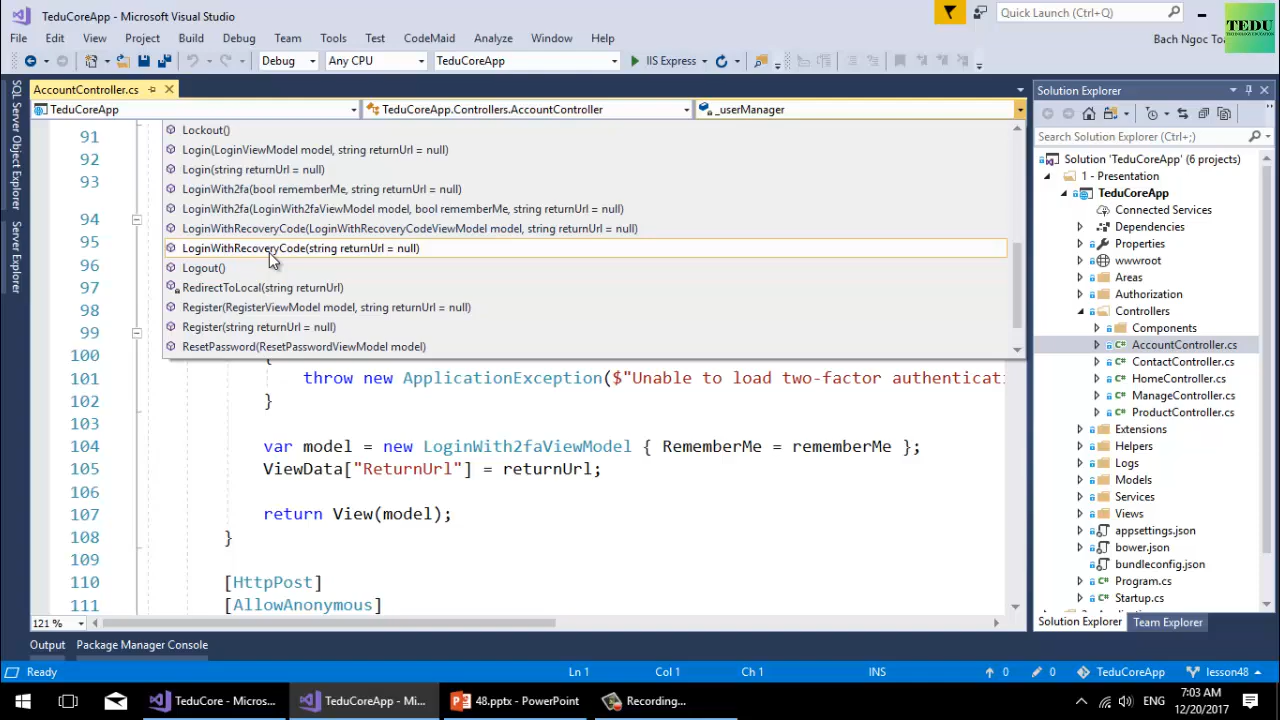 TeduCoreApp - Microsoft Visual Studio
Quick Launch (Ctrl+Q)
TEDU
File Edit View Project Build Debug Team Tools Test CodeMaid Analyze Window Help
Bach Ngoc Toa
Debug Any CPU TeduCoreApp IIS Express
AccountController.cs
TeduCoreApp TeduCoreApp.Controllers.AccountController _userManager
SQL Server Object Explorer
Server Explorer
91
92
93
94
95
96
98
99
100 {
Lockout()
Login(LoginViewModel model, string returnUrl = null)
Login(string returnUrl = null)
LoginWith2fa(bool rememberMe, string returnUrl = null)
LoginWith2fa(LoginWith2faViewModel model, bool rememberMe, string returnUrl = null)
LoginWithRecoveryCode(LoginWithRecoveryCodeViewModel model, string returnUrl = null)
LoginWithRecoveryCode(string returnUrl = null)
Logout()
RedirectToLocal(string returnUrl)
Register(RegisterViewModel model, string returnUrl = null)
Register(string returnUrl = null)
ResetPassword(ResetPasswordViewModel model)
101 throw new ApplicationException($"Unable to load two-factor authenticati
102 }
103
104 var model = new LoginWith2faViewModel { RememberMe = rememberMe };
105 ViewData["ReturnUrl"] = returnUrl;
106
107 return View(model);
108 }
109
110 [HttpPost]
111 [AllowAnonymous]
121 %
Solution Explorer
Search Solution Explorer (Ctrl+;)
Solution 'TeduCoreApp' (6 projects)
1 - Presentation
TeduCoreApp
Connected Services
Dependencies
Properties
wwwroot
Areas
Authorization
Controllers
Components
AccountController.cs
ContactController.cs
HomeController.cs
ManageController.cs
ProductController.cs
Extensions
Helpers
Logs
Models
Services
Views
appsettings.json
bower.json
bundleconfig.json
Program.cs
Startup.cs
Solution Explorer Team Explorer
Output Package Manager Console
Ready Ln 1 Col 1 Ch 1 INS 0 0 TeduCoreApp lesson48
TeduCore - Micros... TeduCoreApp - Mi... 48.pptx - PowerPoint Recording... ENG
7:03 AM
12/20/2017